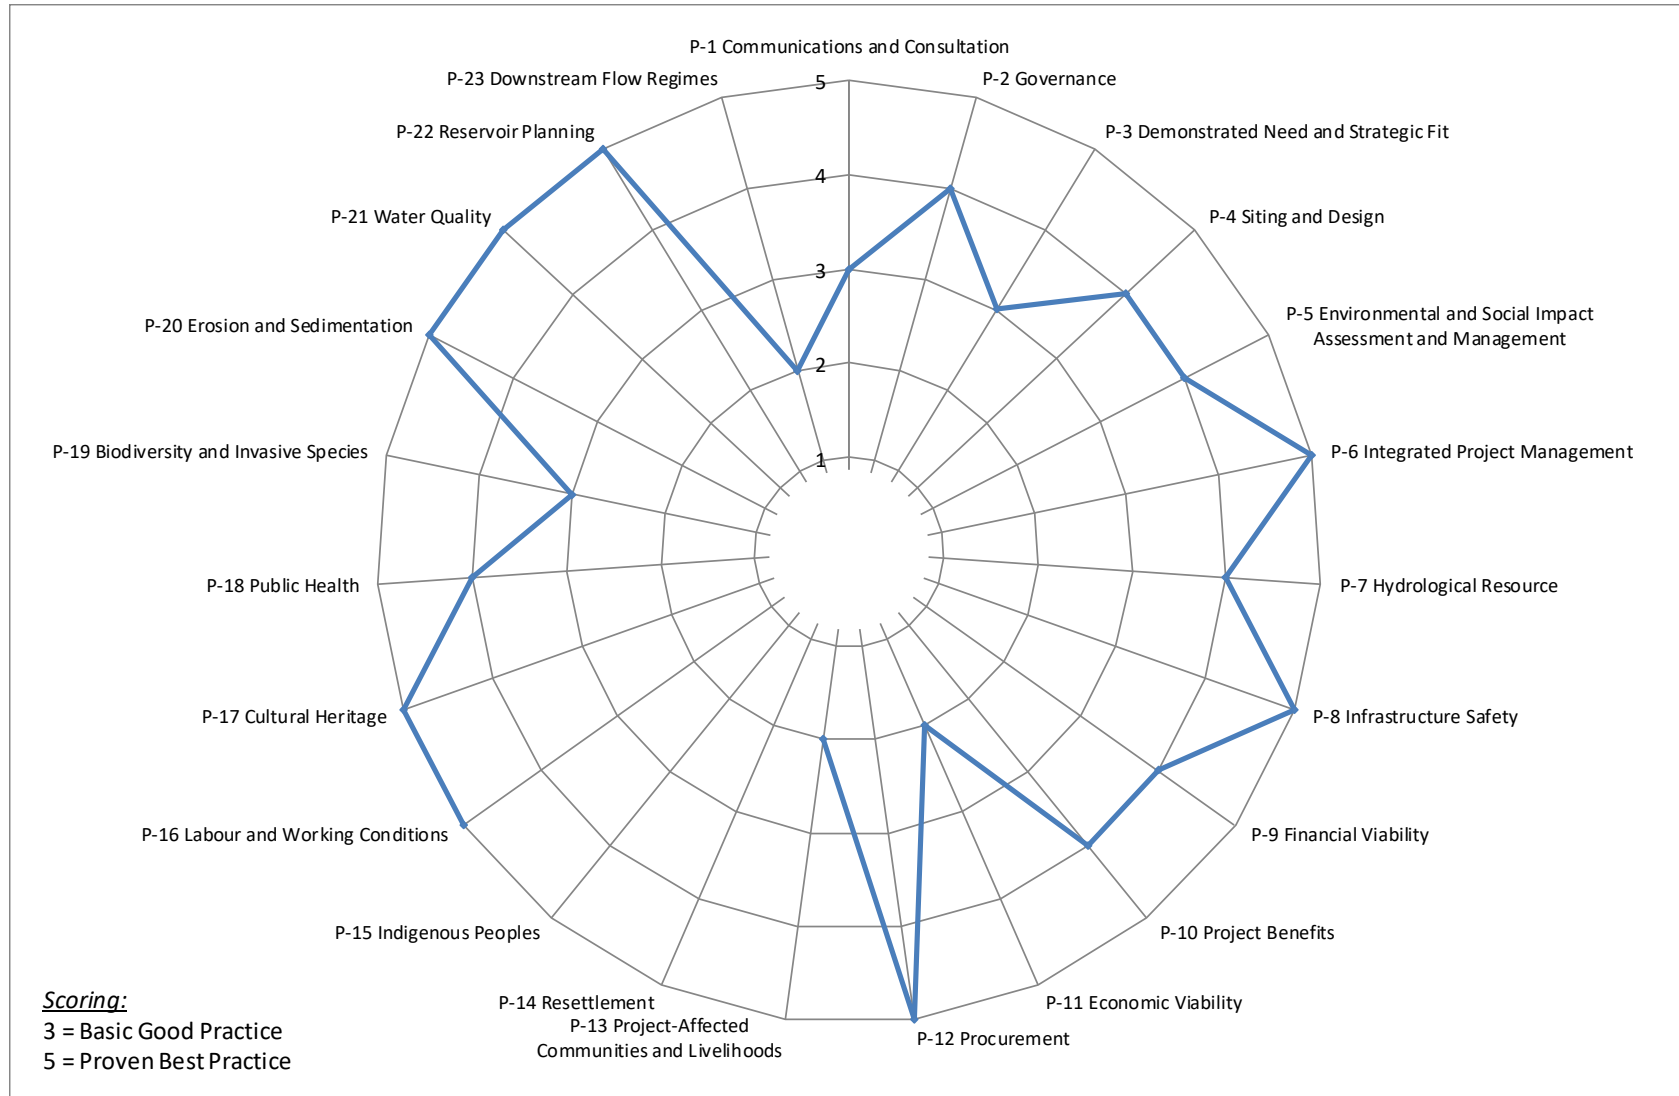 P-1 Communications and Consultation
P-2 Governance
P-3 Demonstrated Need and Strategic Fit
P-4 Siting and Design
P-5 Environmental and Social Impact
Assessment and Management
P-6 Integrated Project Management
P-7 Hydrological Resource
P-8 Infrastructure Safety
P-9 Financial Viability
P-10 Project Benefits
P-11 Economic Viability
P-12 Procurement
P-13 Project-Affected
Communities and Livelihoods
P-14 Resettlement
P-15 Indigenous Peoples
P-16 Labour and Working Conditions
P-17 Cultural Heritage
P-18 Public Health
P-19 Biodiversity and Invasive Species
P-20 Erosion and Sedimentation
P-21 Water Quality
P-22 Reservoir Planning
P-23 Downstream Flow Regimes
5
4
3
2
1
Scoring:
3 = Basic Good Practice
5 = Proven Best Practice